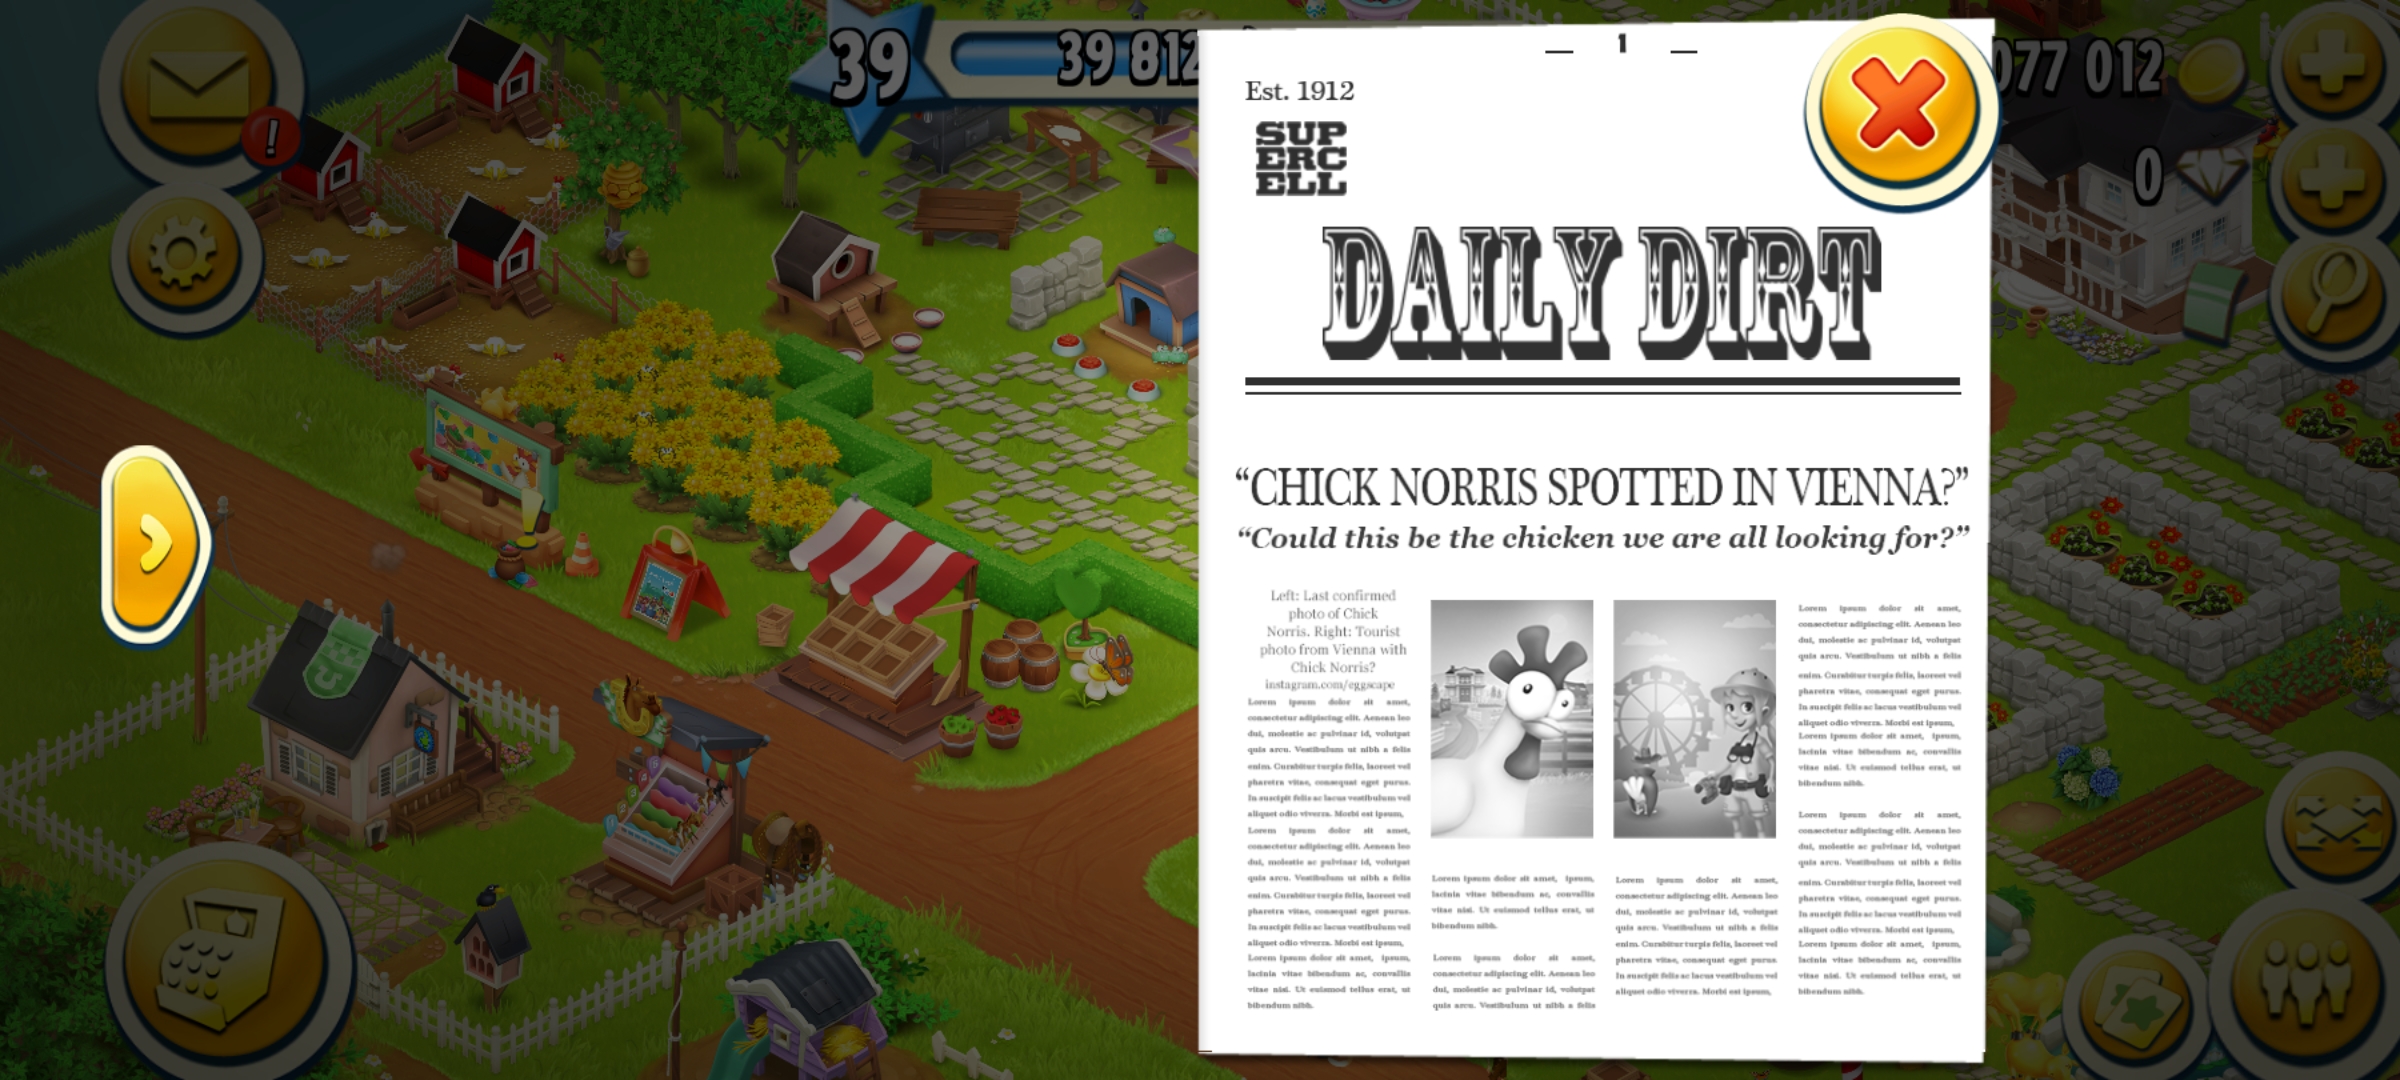 39
39 812
077 012
0
1
Est. 1912
SUP
ERC
ELL
DAILY DIRT
“CHICK NORRIS SPOTTED IN VIENNA?”
“Could this be the chicken we are all looking for?”
Left: Last confirmed
photo of Chick
Norris. Right: Tourist
photo from Vienna with
Chick Norris?
instagram.com/eggscape
Lorem ipsum dolor sit amet,
consectetur adipiscing elit. Aenean leo
dui, molestie ac pulvinar id, volutpat
quis arcu. Vestibulum ut nibh a felis
enim. Curabitur turpis felis, laoreet vel
pharetra vitae, consequat eget purus.
In suscipit felis ac lacus vestibulum vel
aliquet odio viverra. Morbi est ipsum,
Lorem ipsum dolor sit amet,
consectetur adipiscing elit. Aenean leo
dui, molestie ac pulvinar id, volutpat
quis arcu. Vestibulum ut nibh a felis
enim. Curabitur turpis felis, laoreet vel
pharetra vitae, consequat eget purus.
In suscipit felis ac lacus vestibulum vel
aliquet odio viverra. Morbi est ipsum,
Lorem ipsum dolor sit amet, ipsum,
lacinia vitae bibendum ac, convallis
vitae nisl. Ut euismod tellus erat, ut
bibendum nibh.
Lorem ipsum dolor sit amet, ipsum,
lacinia vitae bibendum ac, convallis
vitae nisl. Ut euismod tellus erat, ut
bibendum nibh.
Lorem ipsum dolor sit amet,
consectetur adipiscing elit. Aenean leo
dui, molestie ac pulvinar id, volutpat
quis arcu. Vestibulum ut nibh a felis
Lorem ipsum dolor sit amet,
consectetur adipiscing elit. Aenean leo
dui, molestie ac pulvinar id, volutpat
quis arcu. Vestibulum ut nibh a felis
enim. Curabitur turpis felis, laoreet vel
pharetra vitae, consequat eget purus.
In suscipit felis ac lacus vestibulum vel
aliquet odio viverra. Morbi est ipsum,
Lorem ipsum dolor sit amet,
consectetur adipiscing elit. Aenean leo
dui, molestie ac pulvinar id, volutpat
quis arcu. Vestibulum ut nibh a felis
enim. Curabitur turpis felis, laoreet vel
pharetra vitae, consequat eget purus.
In suscipit felis ac lacus vestibulum vel
aliquet odio viverra. Morbi est ipsum,
Lorem ipsum dolor sit amet, ipsum,
lacinia vitae bibendum ac, convallis
vitae nisl. Ut euismod tellus erat, ut
bibendum nibh.
Lorem ipsum dolor sit amet,
consectetur adipiscing elit. Aenean leo
dui, molestie ac pulvinar id, volutpat
quis arcu. Vestibulum ut nibh a felis
enim. Curabitur turpis felis, laoreet vel
pharetra vitae, consequat eget purus.
In suscipit felis ac lacus vestibulum vel
aliquet odio viverra. Morbi est ipsum,
Lorem ipsum dolor sit amet, ipsum,
lacinia vitae bibendum ac, convallis
vitae nisl. Ut euismod tellus erat, ut
bibendum nibh.